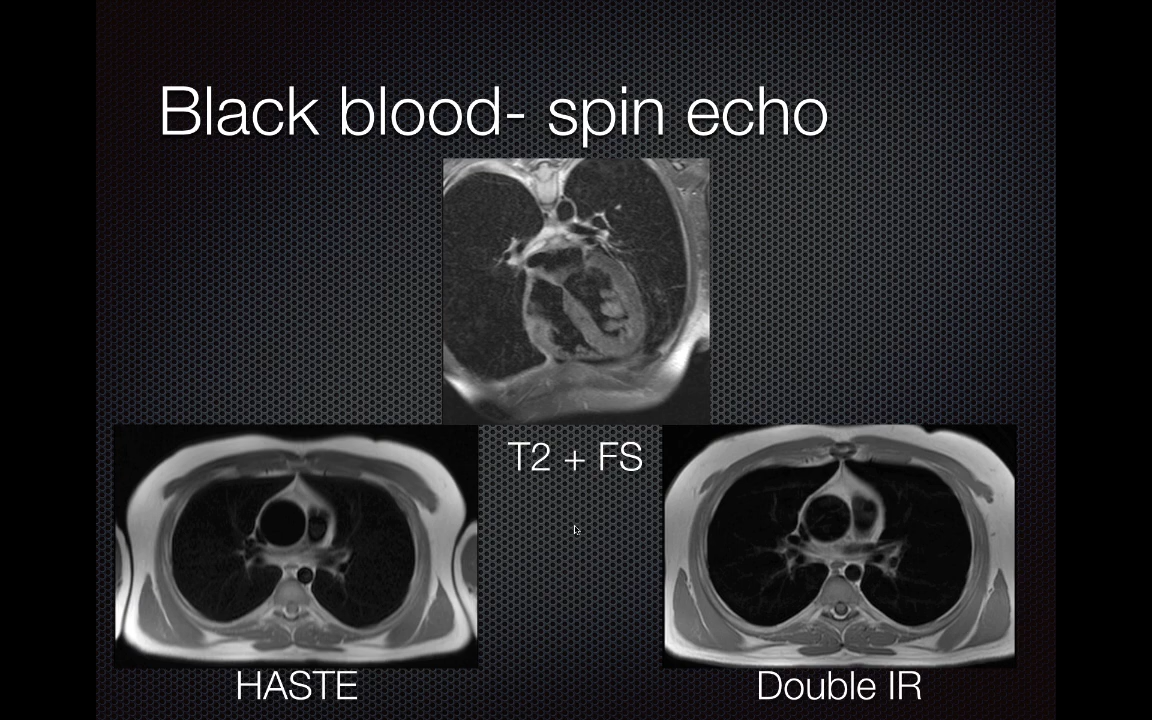 Black blood- spin echo
T2 + FS
HASTE
Double IR